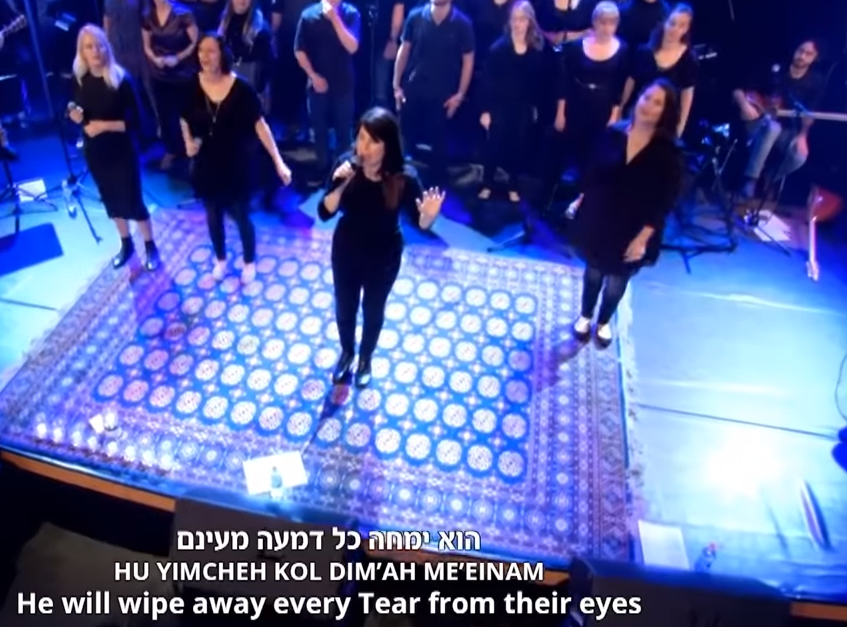 הוא ימחה כל דמעה מעינם
HU YIMCHEH KOL DIM’AH ME’EINAM
He will wipe away every Tear from their eyes